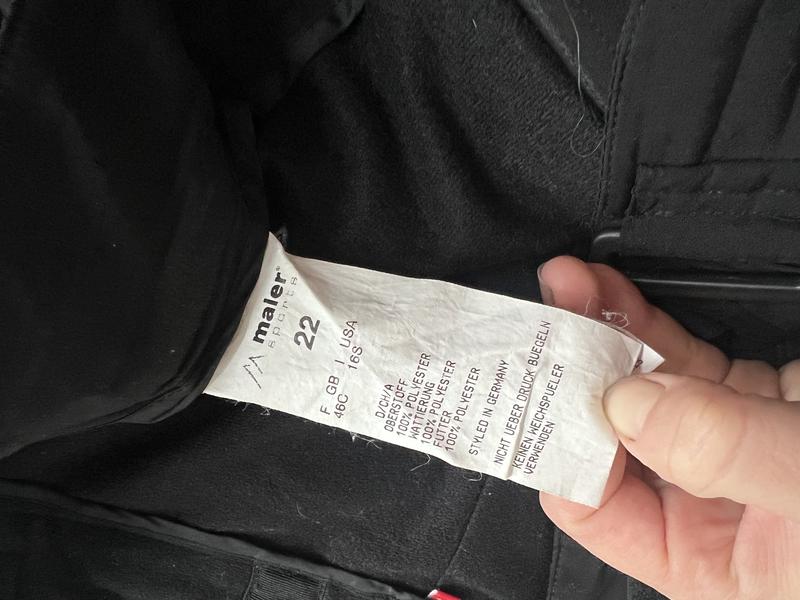 maier®
sports
22
F GB I USA
46C 16S
D/CH/A
OBERSTOFF
100% POLYESTER
WATTIERUNG
100% POLYESTER
FUTTER
100% POLYESTER
STYLED IN GERMANY
NICHT UEBER DRUCK BUEGELN
KEINEN WEICHSPUELER
VERWENDEN